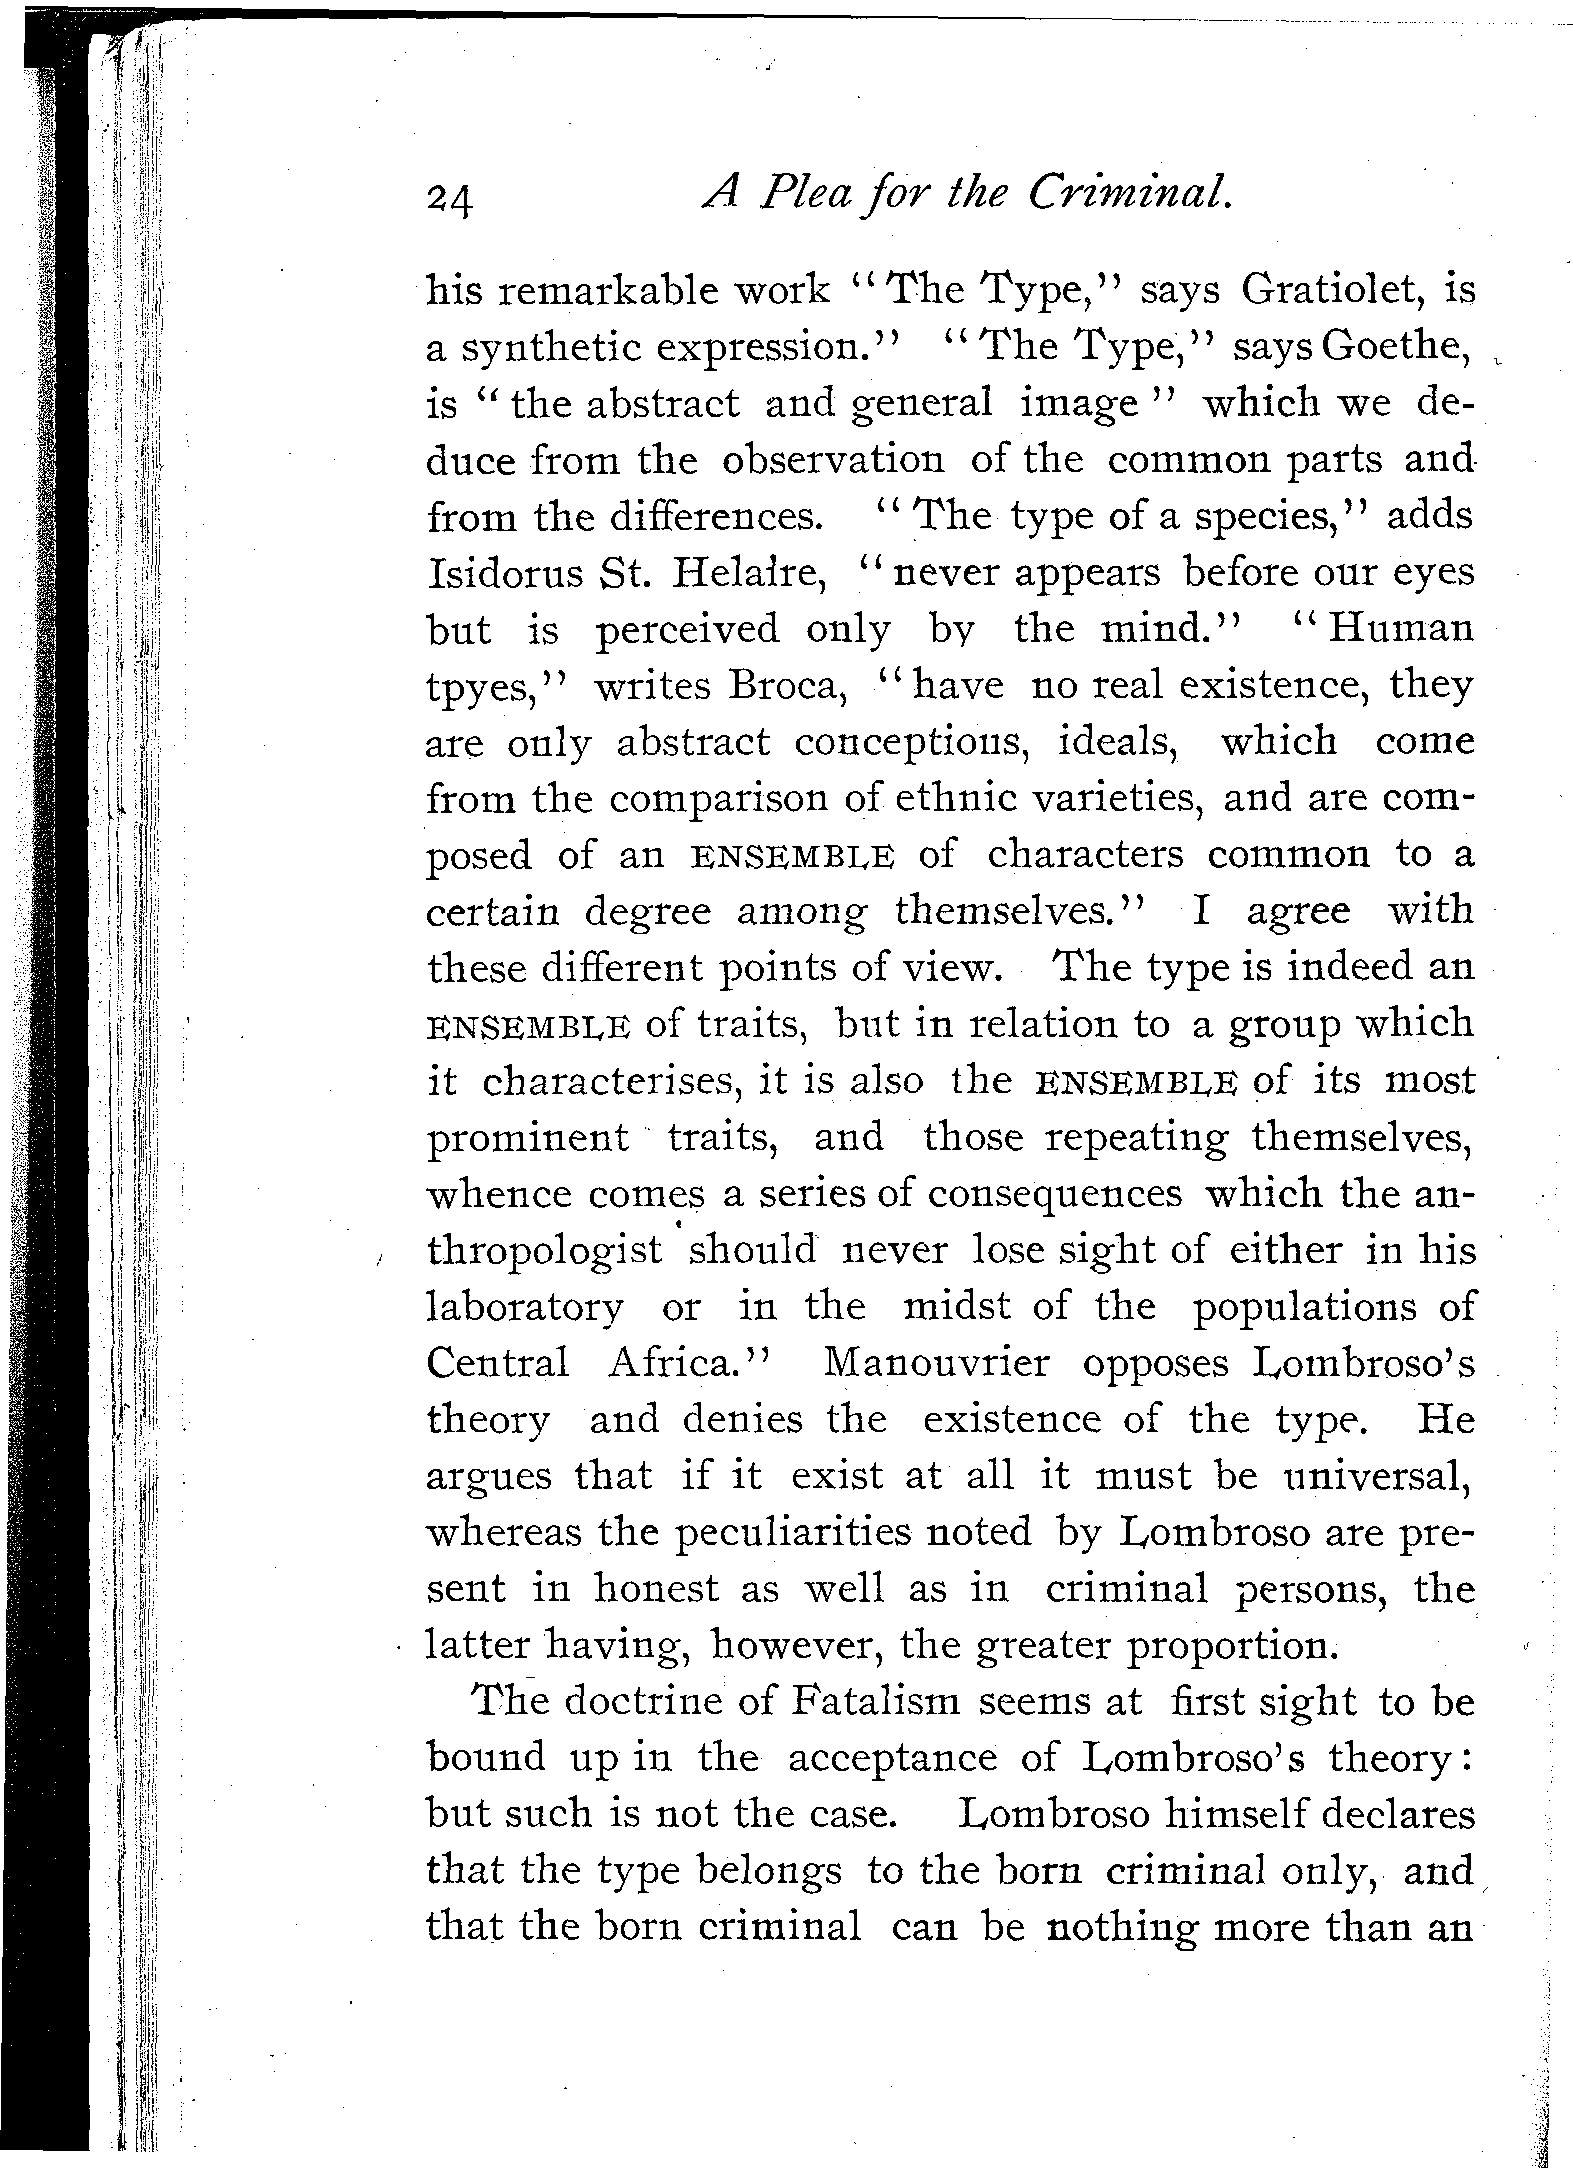 24 A Plea for the Criminal.
his remarkable work "The Type," says Gratiolet, is
a synthetic expression." "The Type," says Goethe,
is "the abstract and general image" which we de-
duce from the observation of the common parts and
from the differences. "The type of a species," adds
Isidorus St. Helaire, "never appears before our eyes
but is perceived only by the mind." "Human
tpyes," writes Broca, "have no real existence, they
are only abstract conceptions, ideals, which come
from the comparison of ethnic varieties, and are com-
posed of an ENSEMBLE of characters common to a
certain degree among themselves." I agree with
these different points of view. The type is indeed an
ENSEMBLE of traits, but in relation to a group which
it characterises, it is also the ENSEMBLE of its most
prominent traits, and those repeating themselves,
whence comes a series of consequences which the an-
thropologist should never lose sight of either in his
laboratory or in the midst of the populations of
Central Africa." Manouvrier opposes Lombroso's
theory and denies the existence of the type. He
argues that if it exist at all it must be universal,
whereas the peculiarities noted by Lombroso are pre-
sent in honest as well as in criminal persons, the
latter having, however, the greater proportion.
The doctrine of Fatalism seems at first sight to be
bound up in the acceptance of Lombroso's theory:
but such is not the case. Lombroso himself declares
that the type belongs to the born criminal only, and
that the born criminal can be nothing more than an